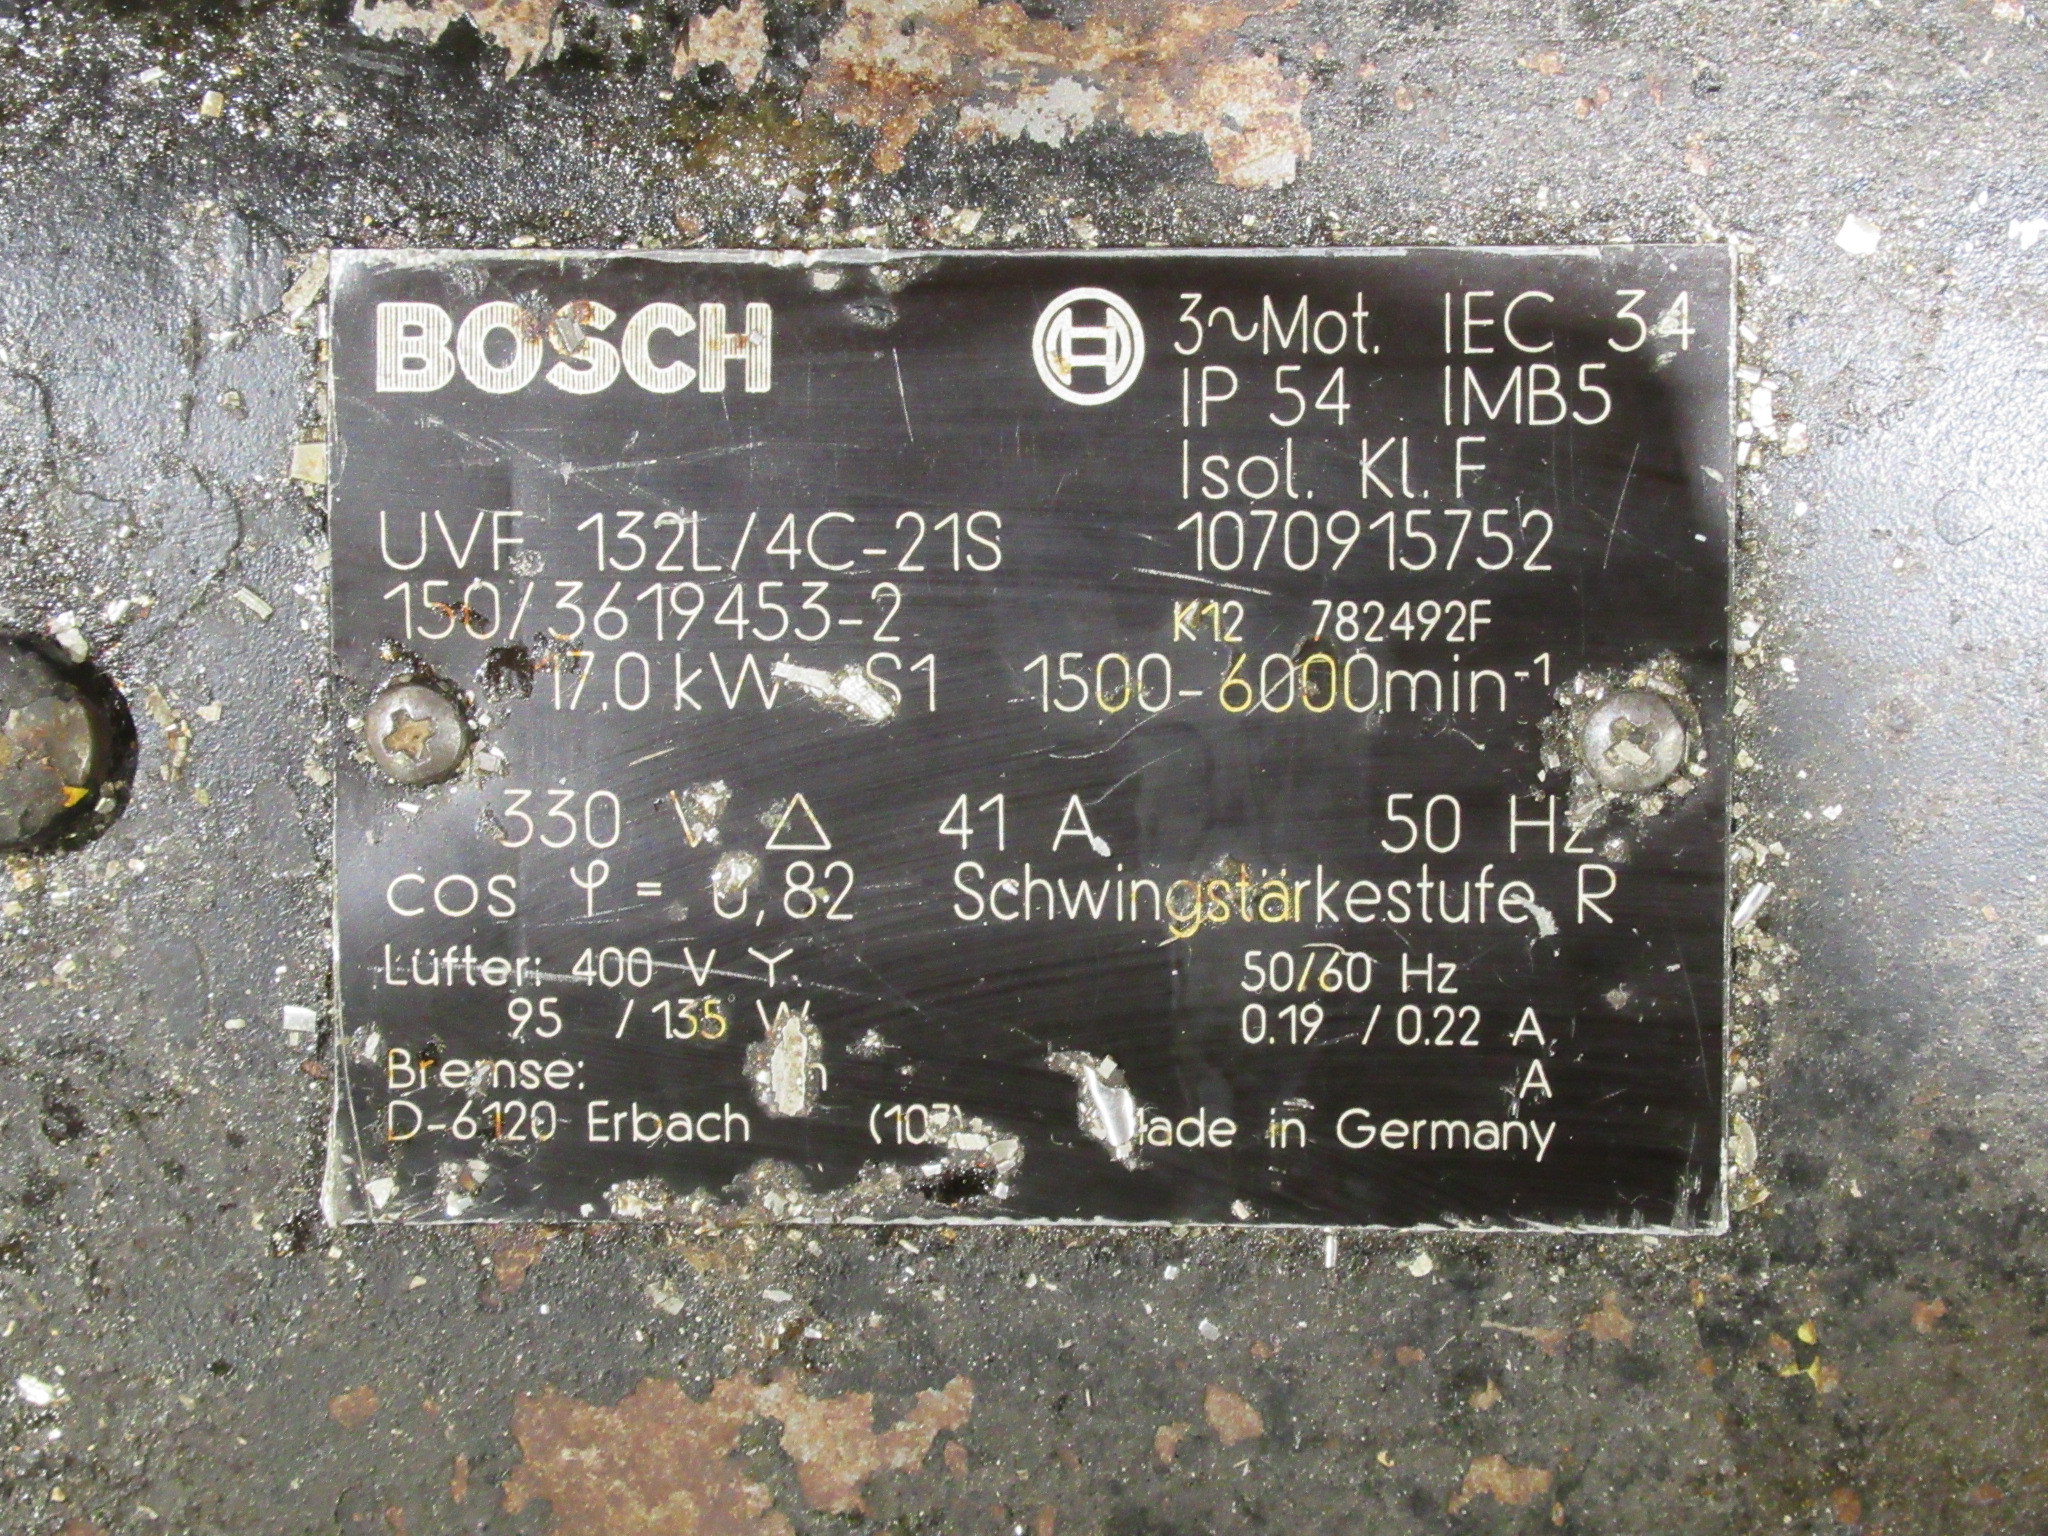 BOSCH 3~Mot. IEC 34
IP 54 IMB5
Isol. Kl. F
UVF 132L/4C-21S 1070915752
150/3619453-2 K12 782492F
17.0 kW S1 1500-6000min⁻¹
330 V △ 41 A 50 Hz
cos φ = 0,82 Schwingstärkestufe R
Lüfter: 400 V Y 50/60 Hz
95 / 135 W 0.19 / 0.22 A
Bremse: A
D-6120 Erbach Made in Germany